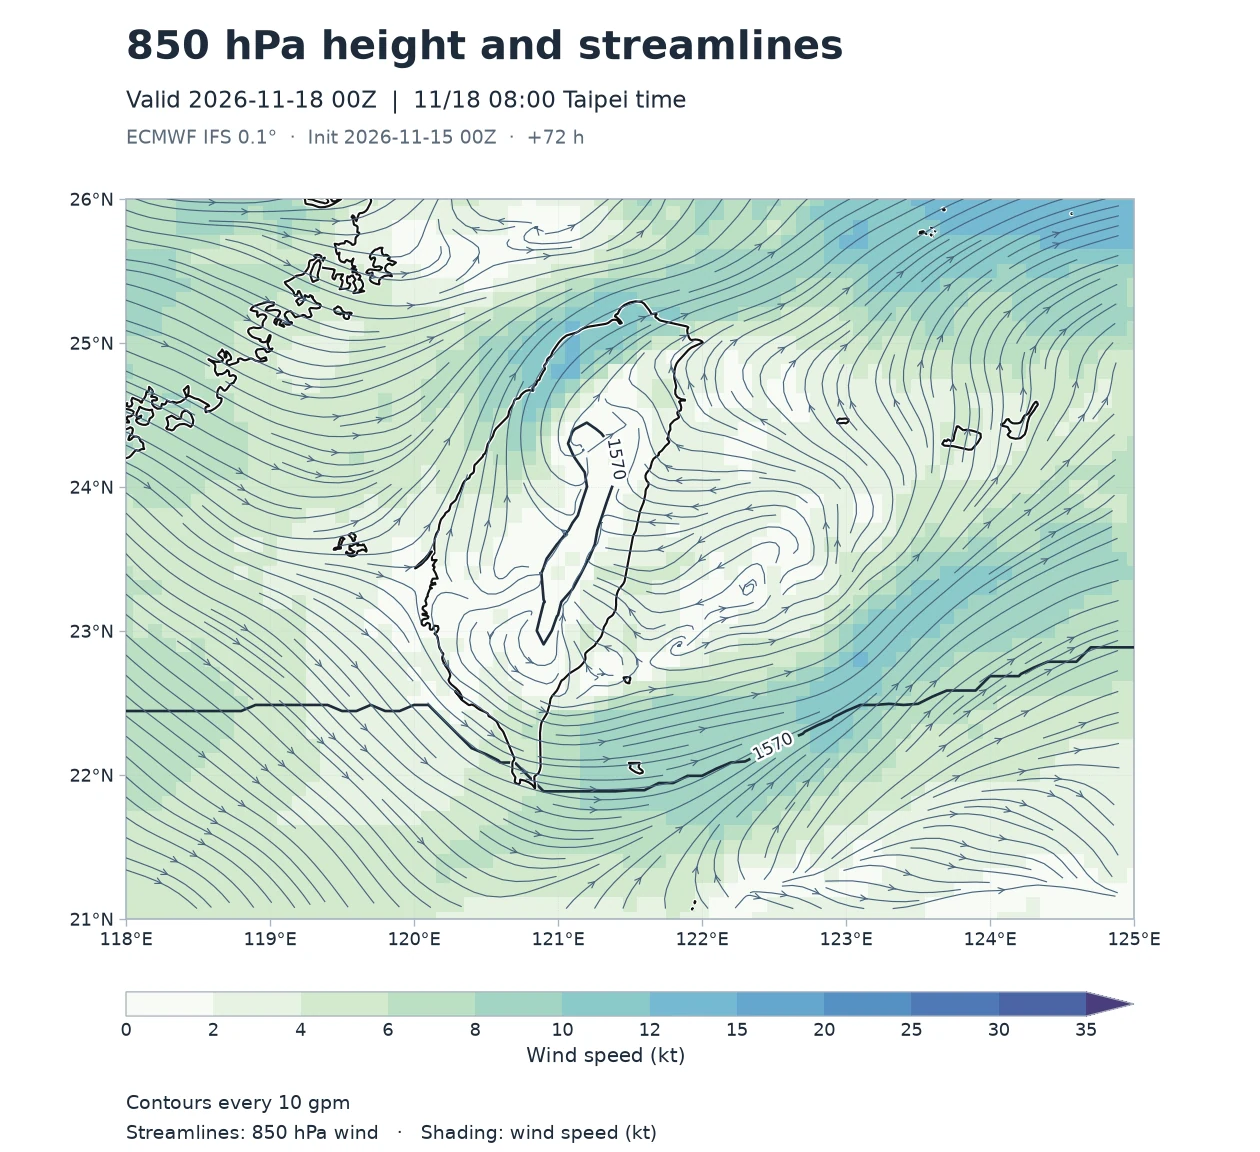 850 hPa height and streamlines
Valid 2026-11-18 00Z | 11/18 08:00 Taipei time
ECMWF IFS 0.1° · Init 2026-11-15 00Z · +72 h
26°N
25°N
24°N
23°N
22°N
21°N
1570
1570
118°E 119°E 120°E 121°E 122°E 123°E 124°E 125°E
0 2 4 6 8 10 12 15 20 25 30 35
Wind speed (kt)
Contours every 10 gpm
Streamlines: 850 hPa wind · Shading: wind speed (kt)